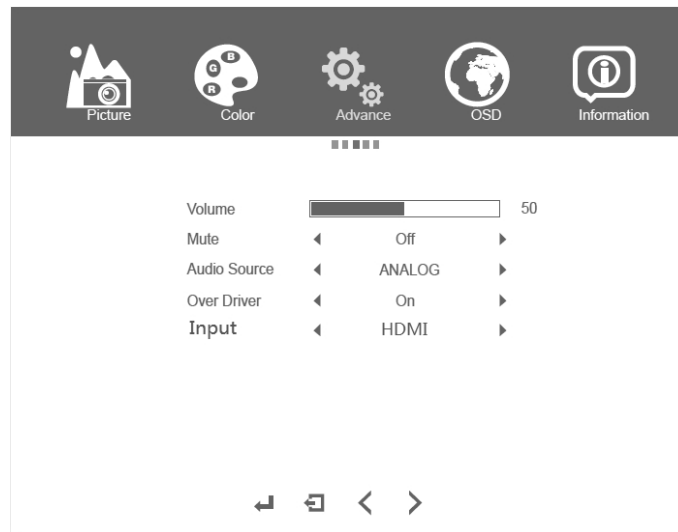 B
G
R
Picture Color Advance OSD Information
Volume 50
Mute Off
Audio Source ANALOG
Over Driver On
Input HDMI